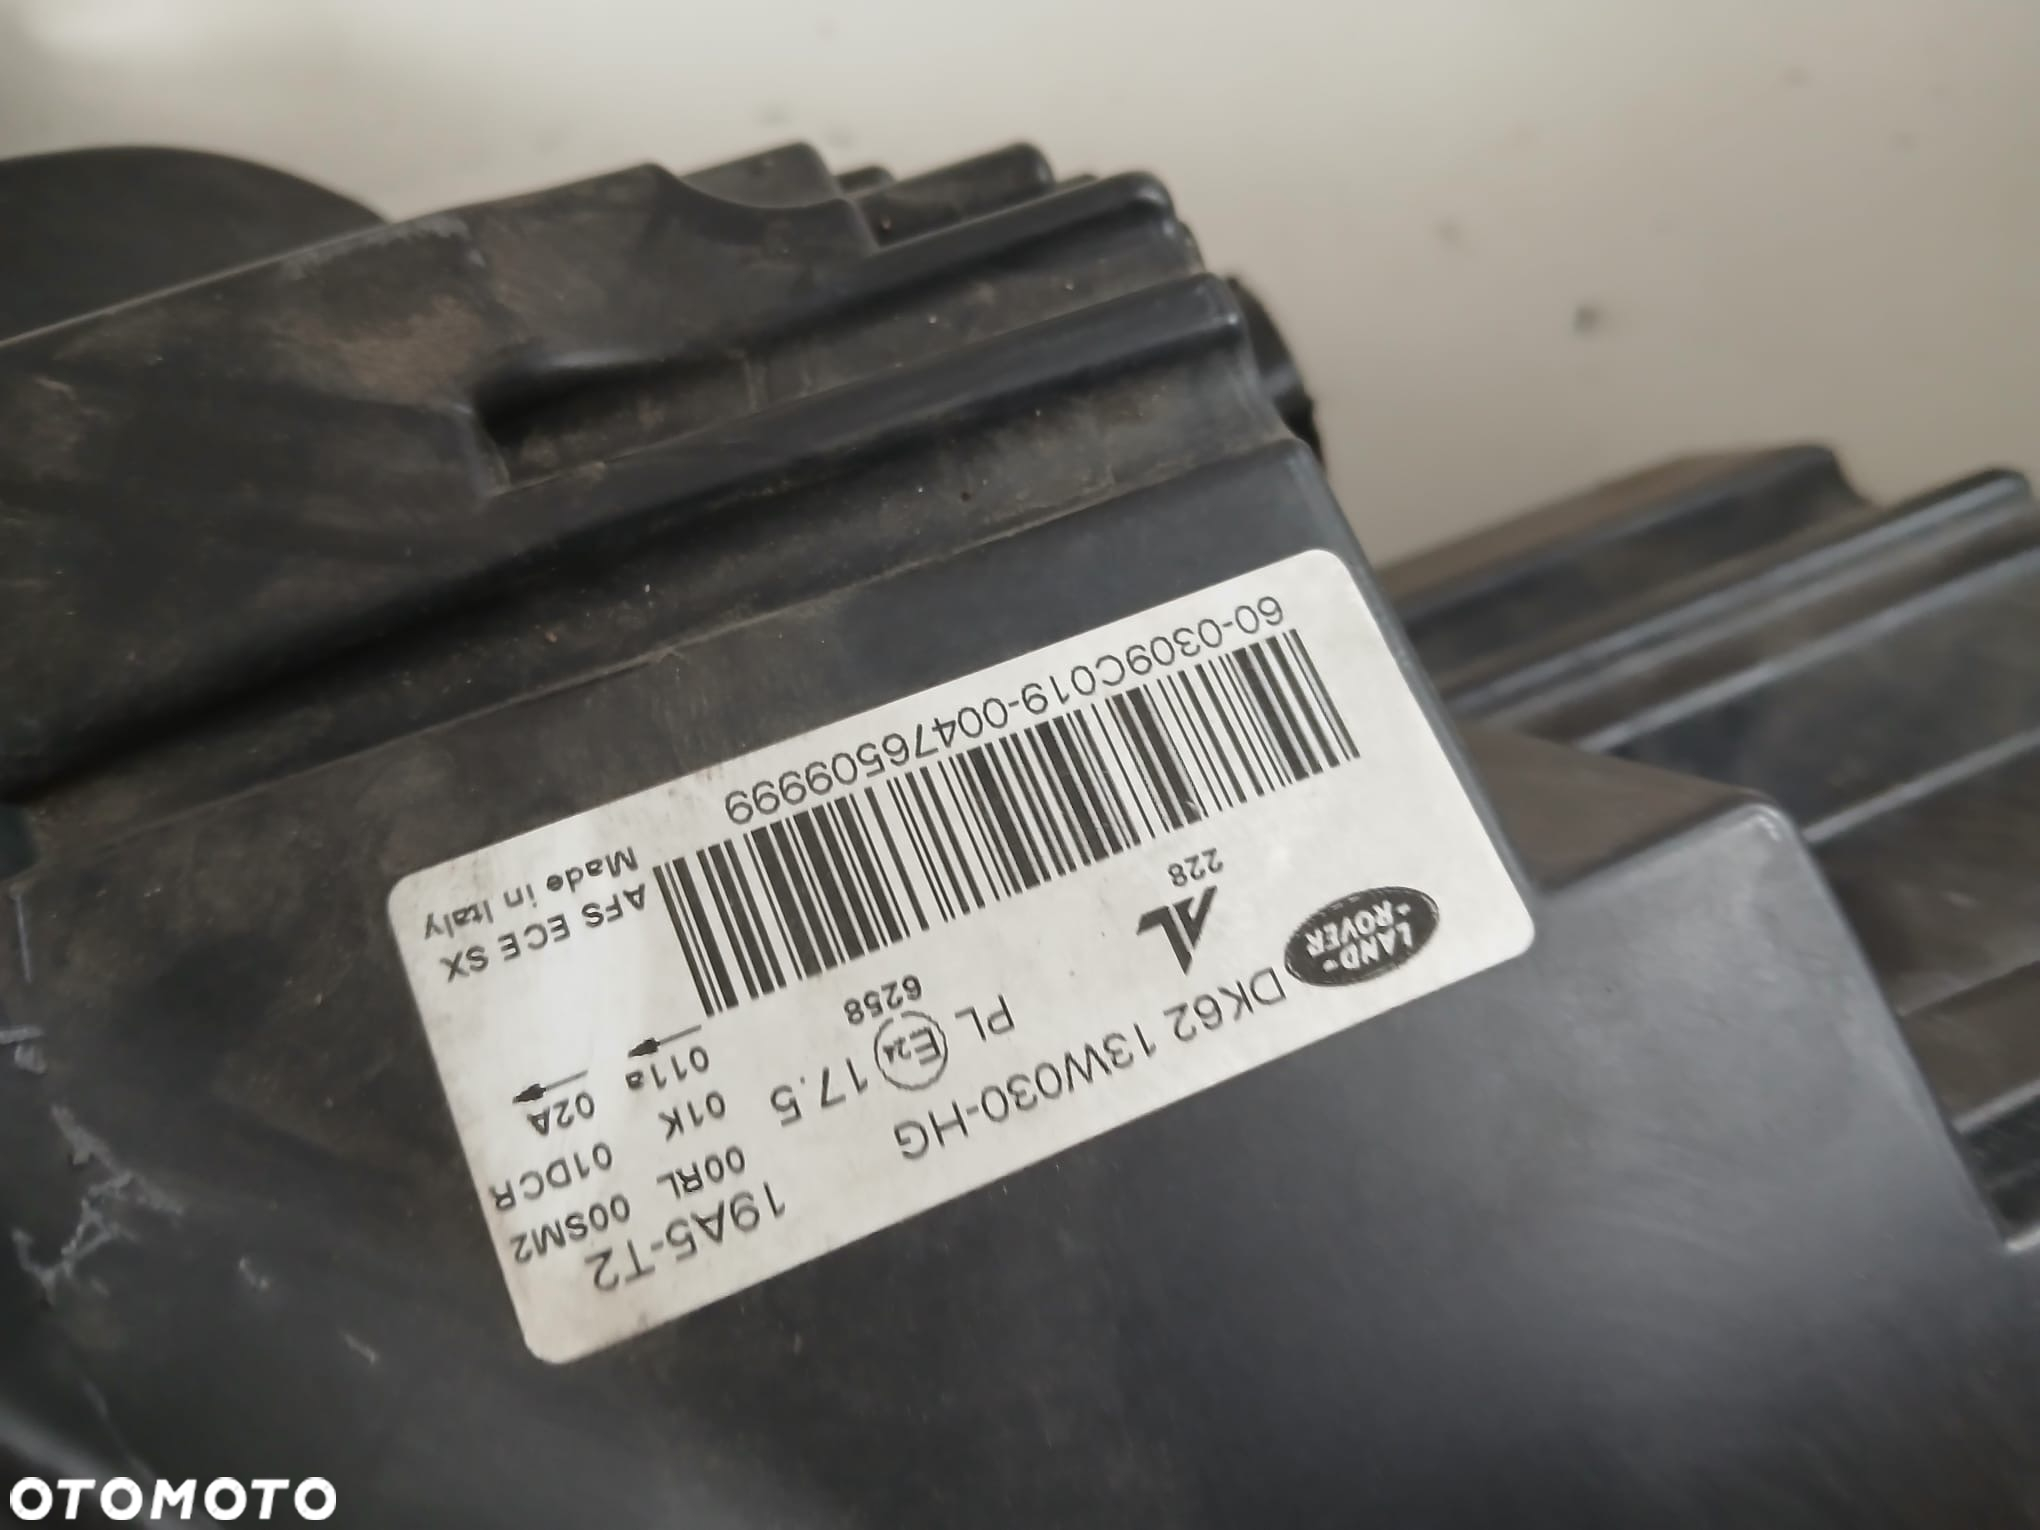 LAND-
-ROVER
DK62 13W030-HG
19A5-T2
AL
228
PL
E24
17.5
6258
00RL
00SM2
01K
01DCR
011a
02A
AFS ECE SX
Made in Italy
60-0309C019-00476509999
OTOMOTO